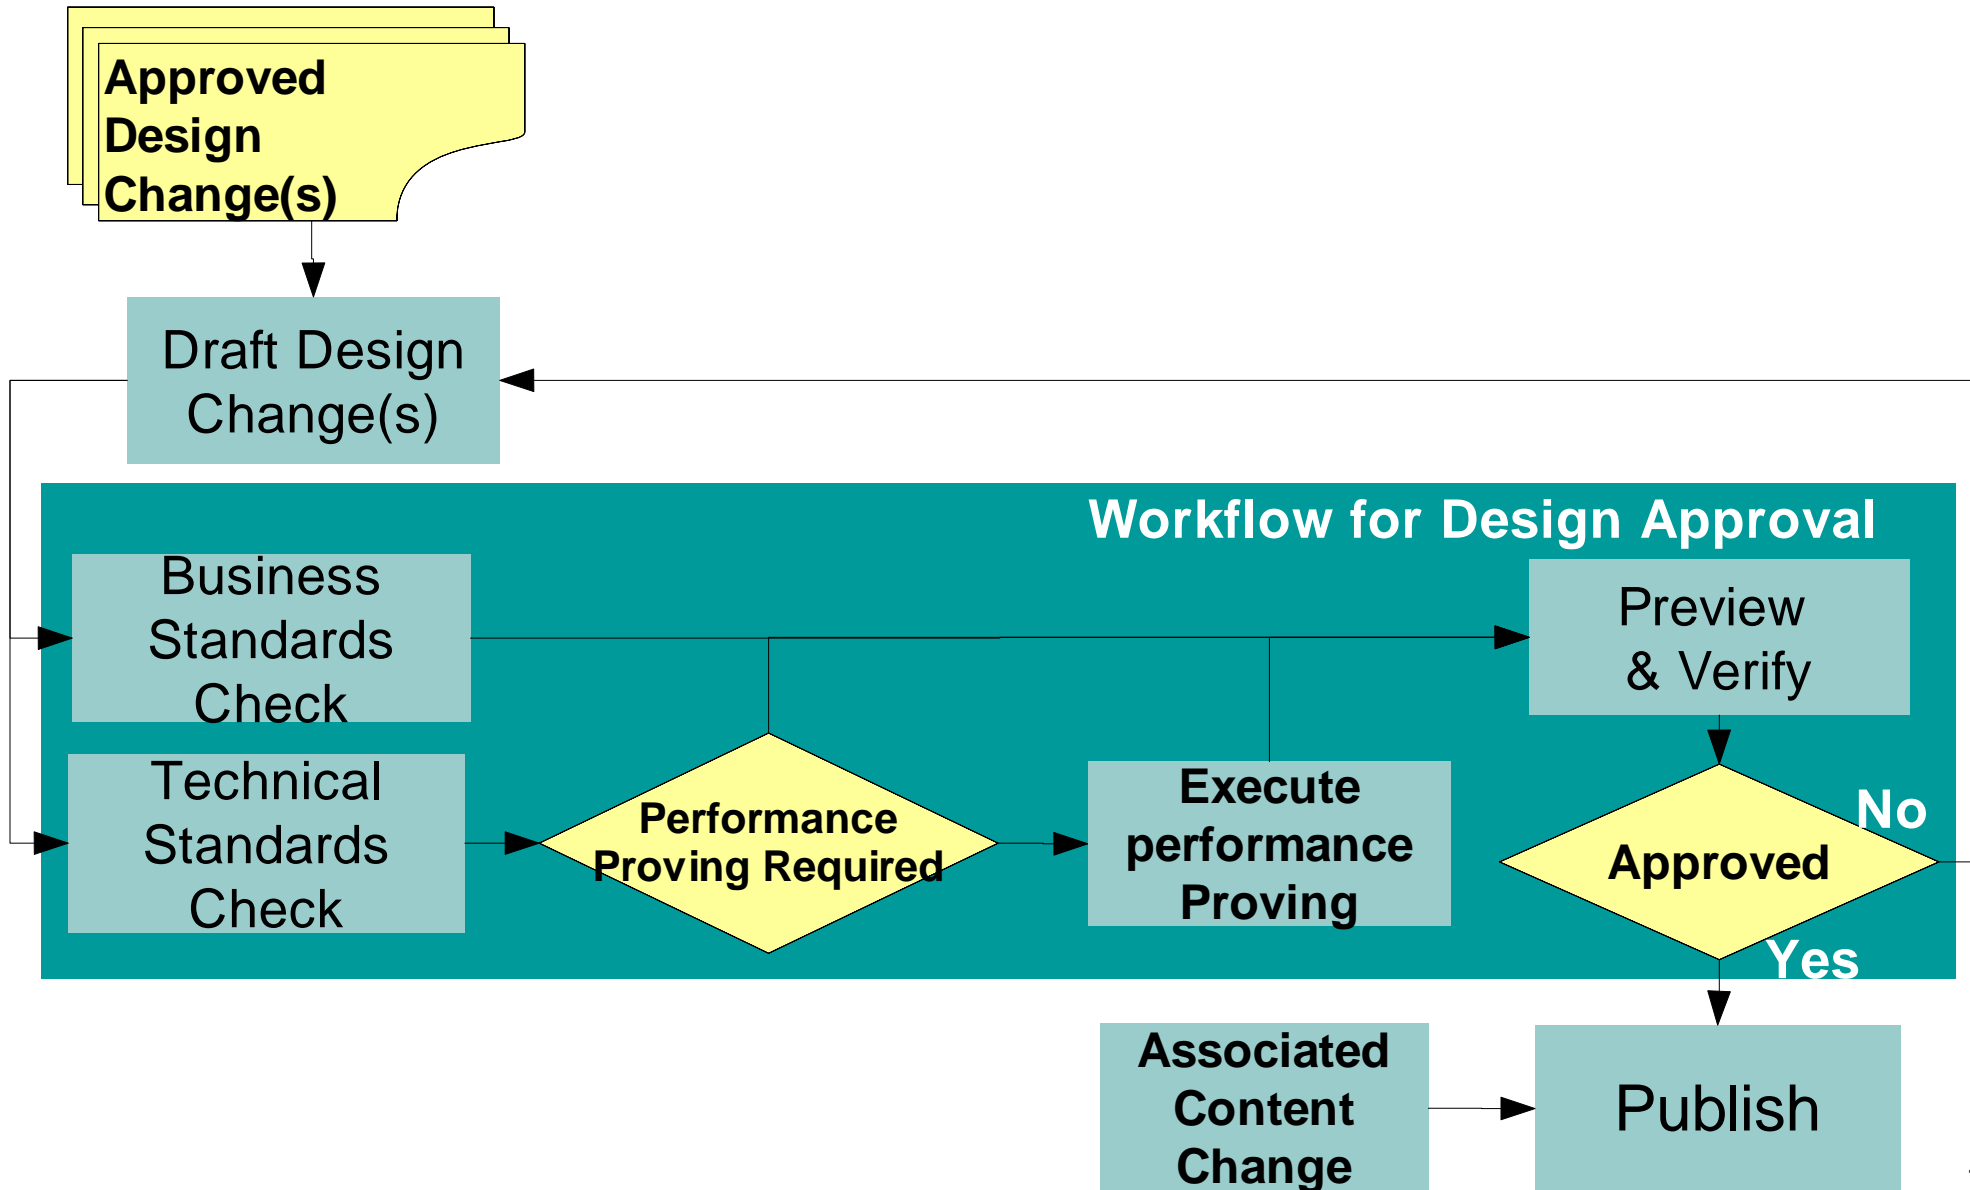 Approved
Design
Change(s)
Draft Design
Change(s)
Workflow for Design Approval
Business
Standards
Check
Preview
& Verify
Technical
Standards
Check
Performance
Proving Required
Execute
performance
Proving
No
Approved
Yes
Associated
Content
Change
Publish